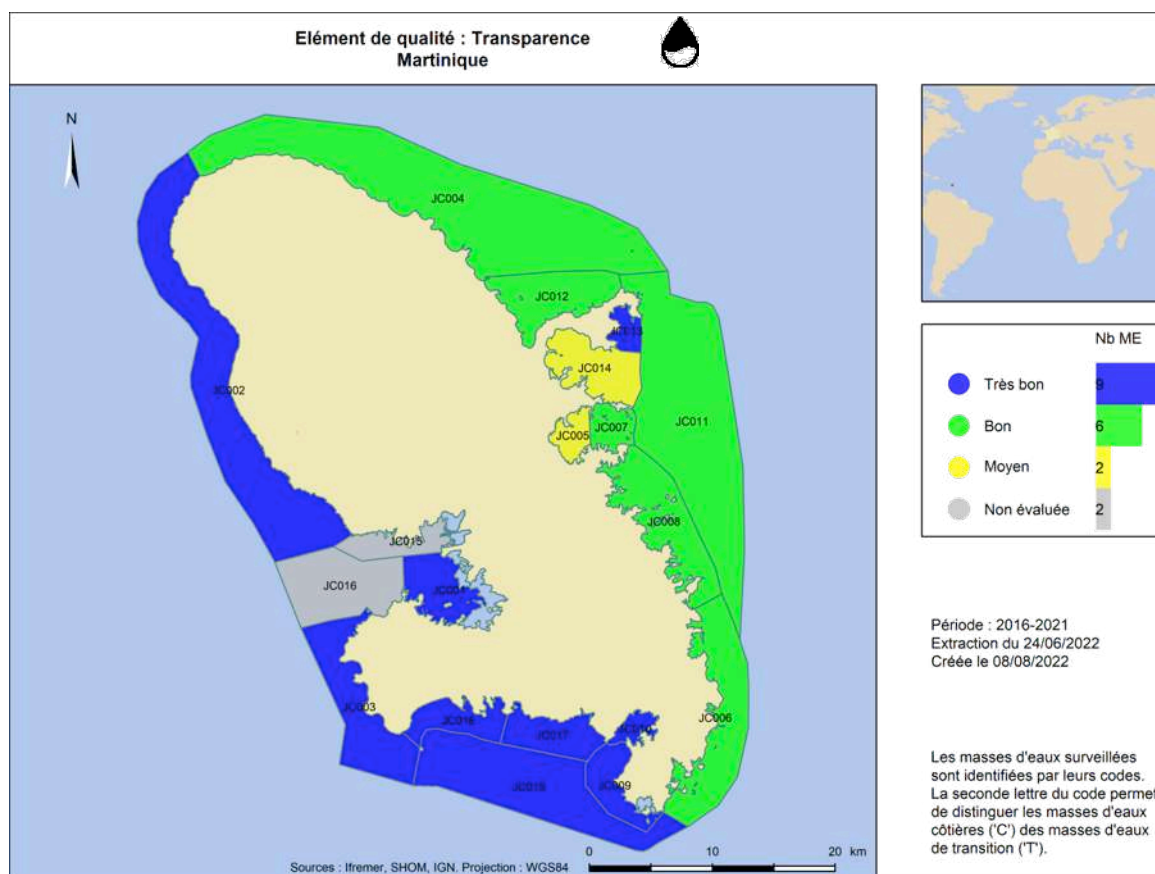 Elément de qualité : Transparence
Martinique
N
JC004
JC012
JC013
JC014
JC002
JC005
JC007
JC011
JC008
JC015
JC016
JC001
JC003
JC006
JC017
JC010
JC019
JC009
Sources : Ifremer, SHOM, IGN. Projection : WGS84
0 10 20 km
Nb ME
Très bon 9
Bon 6
Moyen 2
Non évaluée 2
Période : 2016-2021
Extraction du 24/06/2022
Créée le 08/08/2022
Les masses d'eaux surveillées
sont identifiées par leurs codes.
La seconde lettre du code permet
de distinguer les masses d'eaux
côtières ('C') des masses d'eaux
de transition ('T').